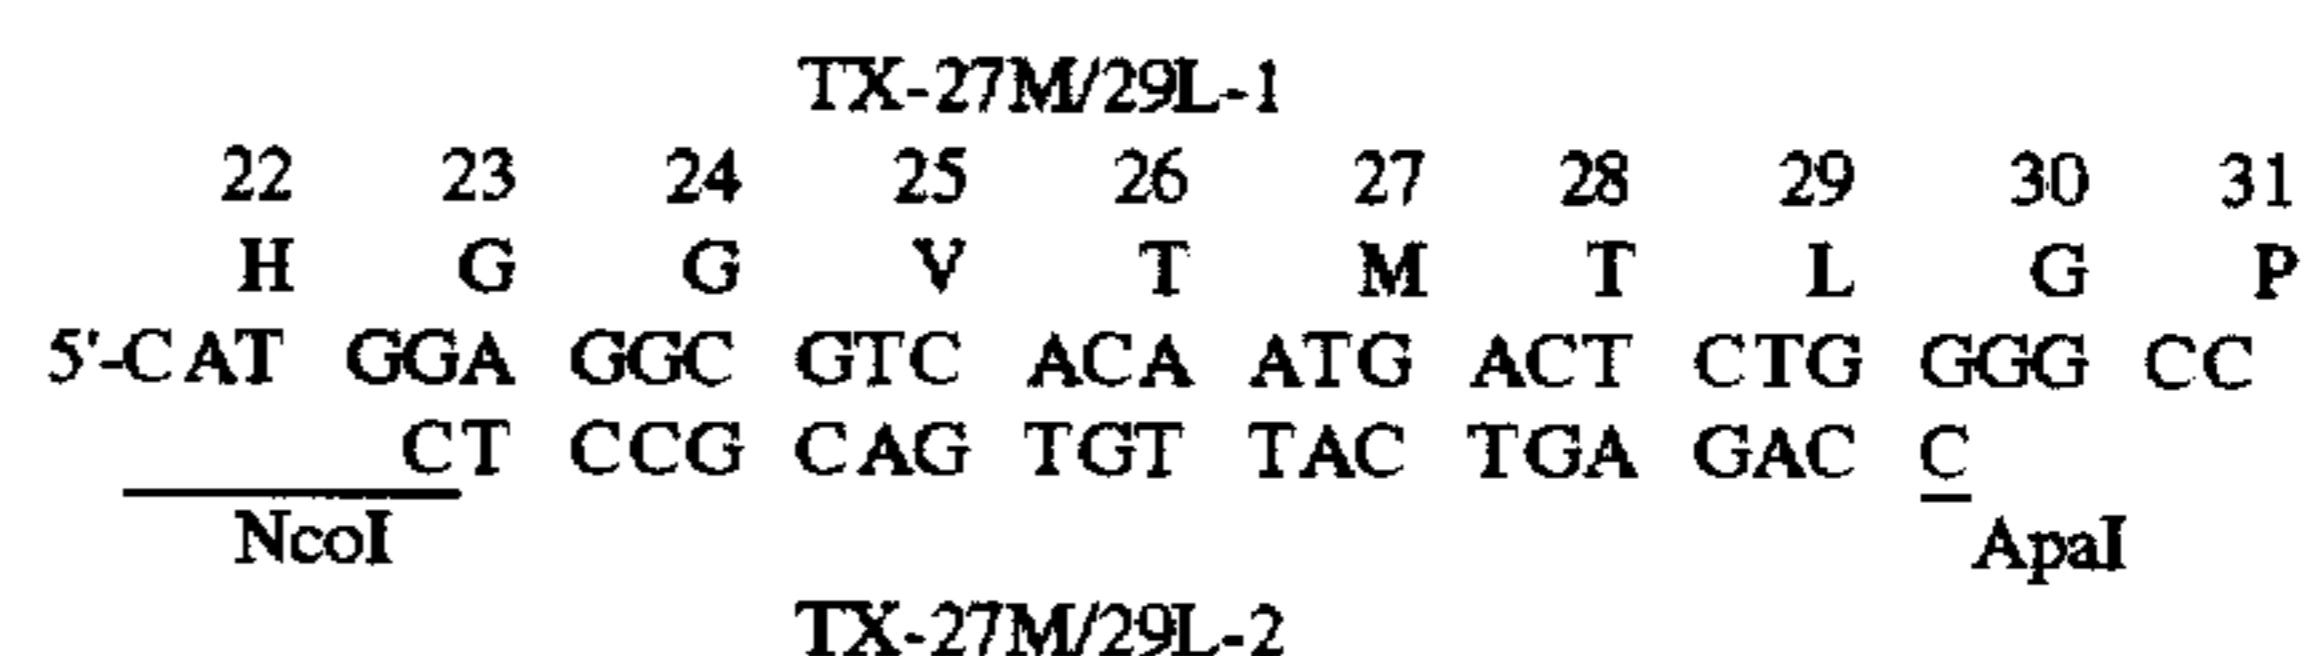 TX-27M/29L-1
22 23 24 25 26 27 28 29 30 31
H G G V T M T L G P
5'-CAT GGA GGC GTC ACA ATG ACT CTG GGG CC
CT CCG CAG TGT TAC TGA GAC C
NcoI ApaI
TX-27M/29L-2